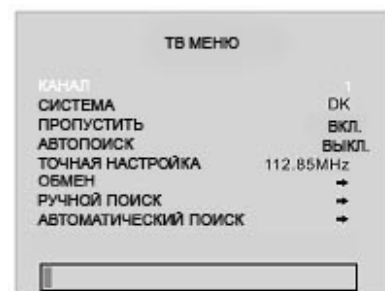 ТВ МЕНЮ
КАНАЛ 1
СИСТЕМА DK
ПРОПУСТИТЬ ВКЛ.
АВТОПОИСК ВЫКЛ.
ТОЧНАЯ НАСТРОЙКА 112.85MHz
ОБМЕН ➡
РУЧНОЙ ПОИСК ➡
АВТОМАТИЧЕСКИЙ ПОИСК ➡